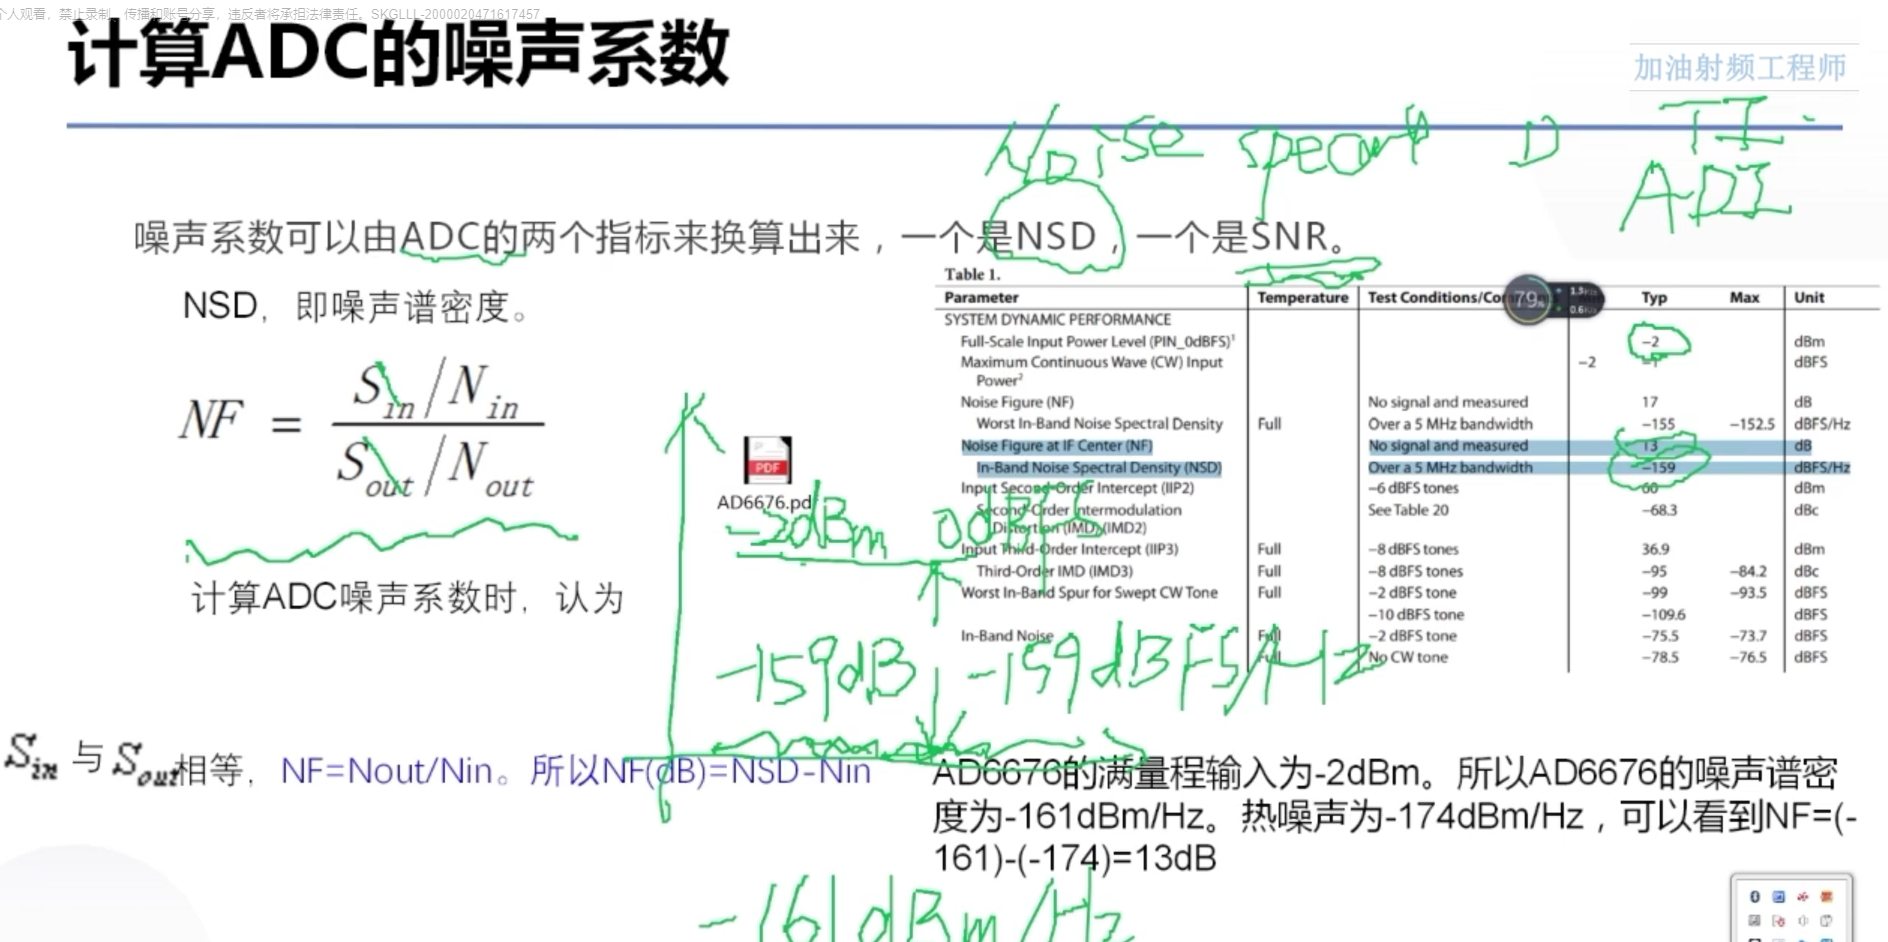 个人观看，禁止录制、传播和账号分享，违反者将承担法律责任。SKGLLL-2000020471617457
计算ADC的噪声系数
加油射频工程师
Noise
D
TI
ADI
噪声系数可以由ADC的两个指标来换算出来，一个是NSD，一个是SNR。
NSD，即噪声谱密度。
NF = (S_in / N_in) / (S_out / N_out)
计算ADC噪声系数时，认为
S_in 与 S_out 相等，NF=Nout/Nin。所以NF(dB)=NSD-Nin
PDF
AD6676.pd
-2dBm 0dBFS
-159dB -159dBFS/Hz
Table 1.
Parameter Temperature Test Conditions/Co Typ Max Unit
SYSTEM DYNAMIC PERFORMANCE
Full-Scale Input Power Level (PIN_0dBFS)¹ −2 dBm
Maximum Continuous Wave (CW) Input −2 −1 dBFS
Power²
Noise Figure (NF) No signal and measured 17 dB
Worst In-Band Noise Spectral Density Full Over a 5 MHz bandwidth −155 −152.5 dBFS/Hz
Noise Figure at IF Center (NF) No signal and measured 13 dB
In-Band Noise Spectral Density (NSD) Over a 5 MHz bandwidth −159 dBFS/Hz
Input Second-Order Intercept (IIP2) −6 dBFS tones 60 dBm
Second-Order Intermodulation See Table 20 −68.3 dBc
Distortion (IMD) (IMD2)
Input Third-Order Intercept (IIP3) Full −8 dBFS tones 36.9 dBm
Third-Order IMD (IMD3) Full −8 dBFS tones −95 −84.2 dBc
Worst In-Band Spur for Swept CW Tone Full −2 dBFS tone −99 −93.5 dBFS
−10 dBFS tone −109.6 dBFS
In-Band Noise Full −2 dBFS tone −75.5 −73.7 dBFS
Full No CW tone −78.5 −76.5 dBFS
79%
AD6676的满量程输入为-2dBm。所以AD6676的噪声谱密
度为-161dBm/Hz。热噪声为-174dBm/Hz，可以看到NF=(-
161)-(-174)=13dB
-161dBm/Hz